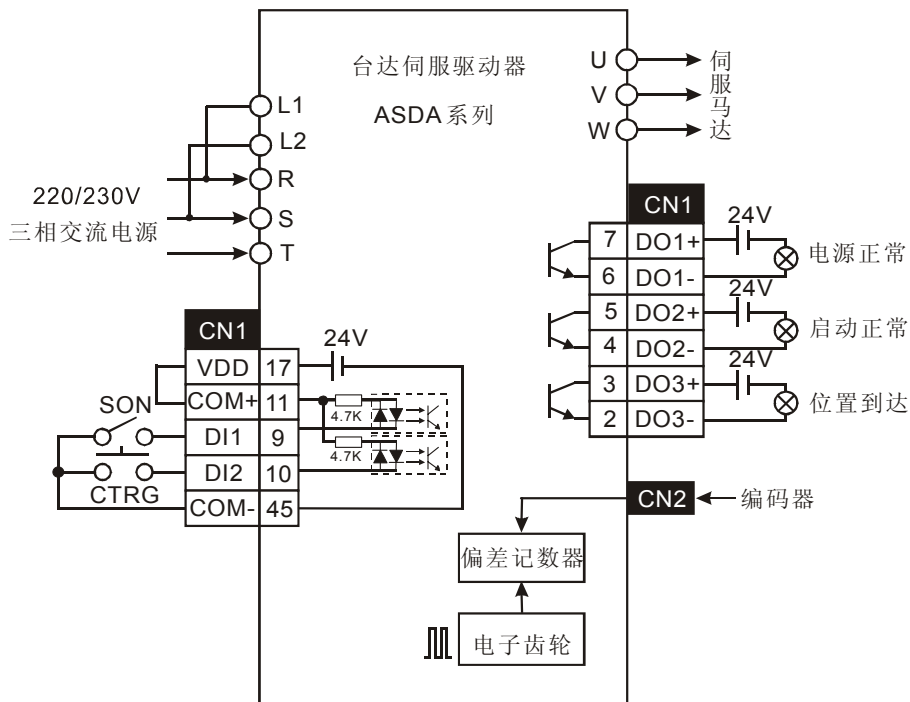 台达伺服驱动器
ASDA系列
L1
L2
R
S
T
220/230V
三相交流电源
U
V
W
伺服马达
CN1
7 DO1+
6 DO1-
5 DO2+
4 DO2-
3 DO3+
2 DO3-
24V
电源正常
24V
启动正常
24V
位置到达
CN1
VDD 17
COM+ 11
DI1 9
DI2 10
COM- 45
24V
4.7K
4.7K
SON
CTRG
CN2
编码器
偏差记数器
电子齿轮